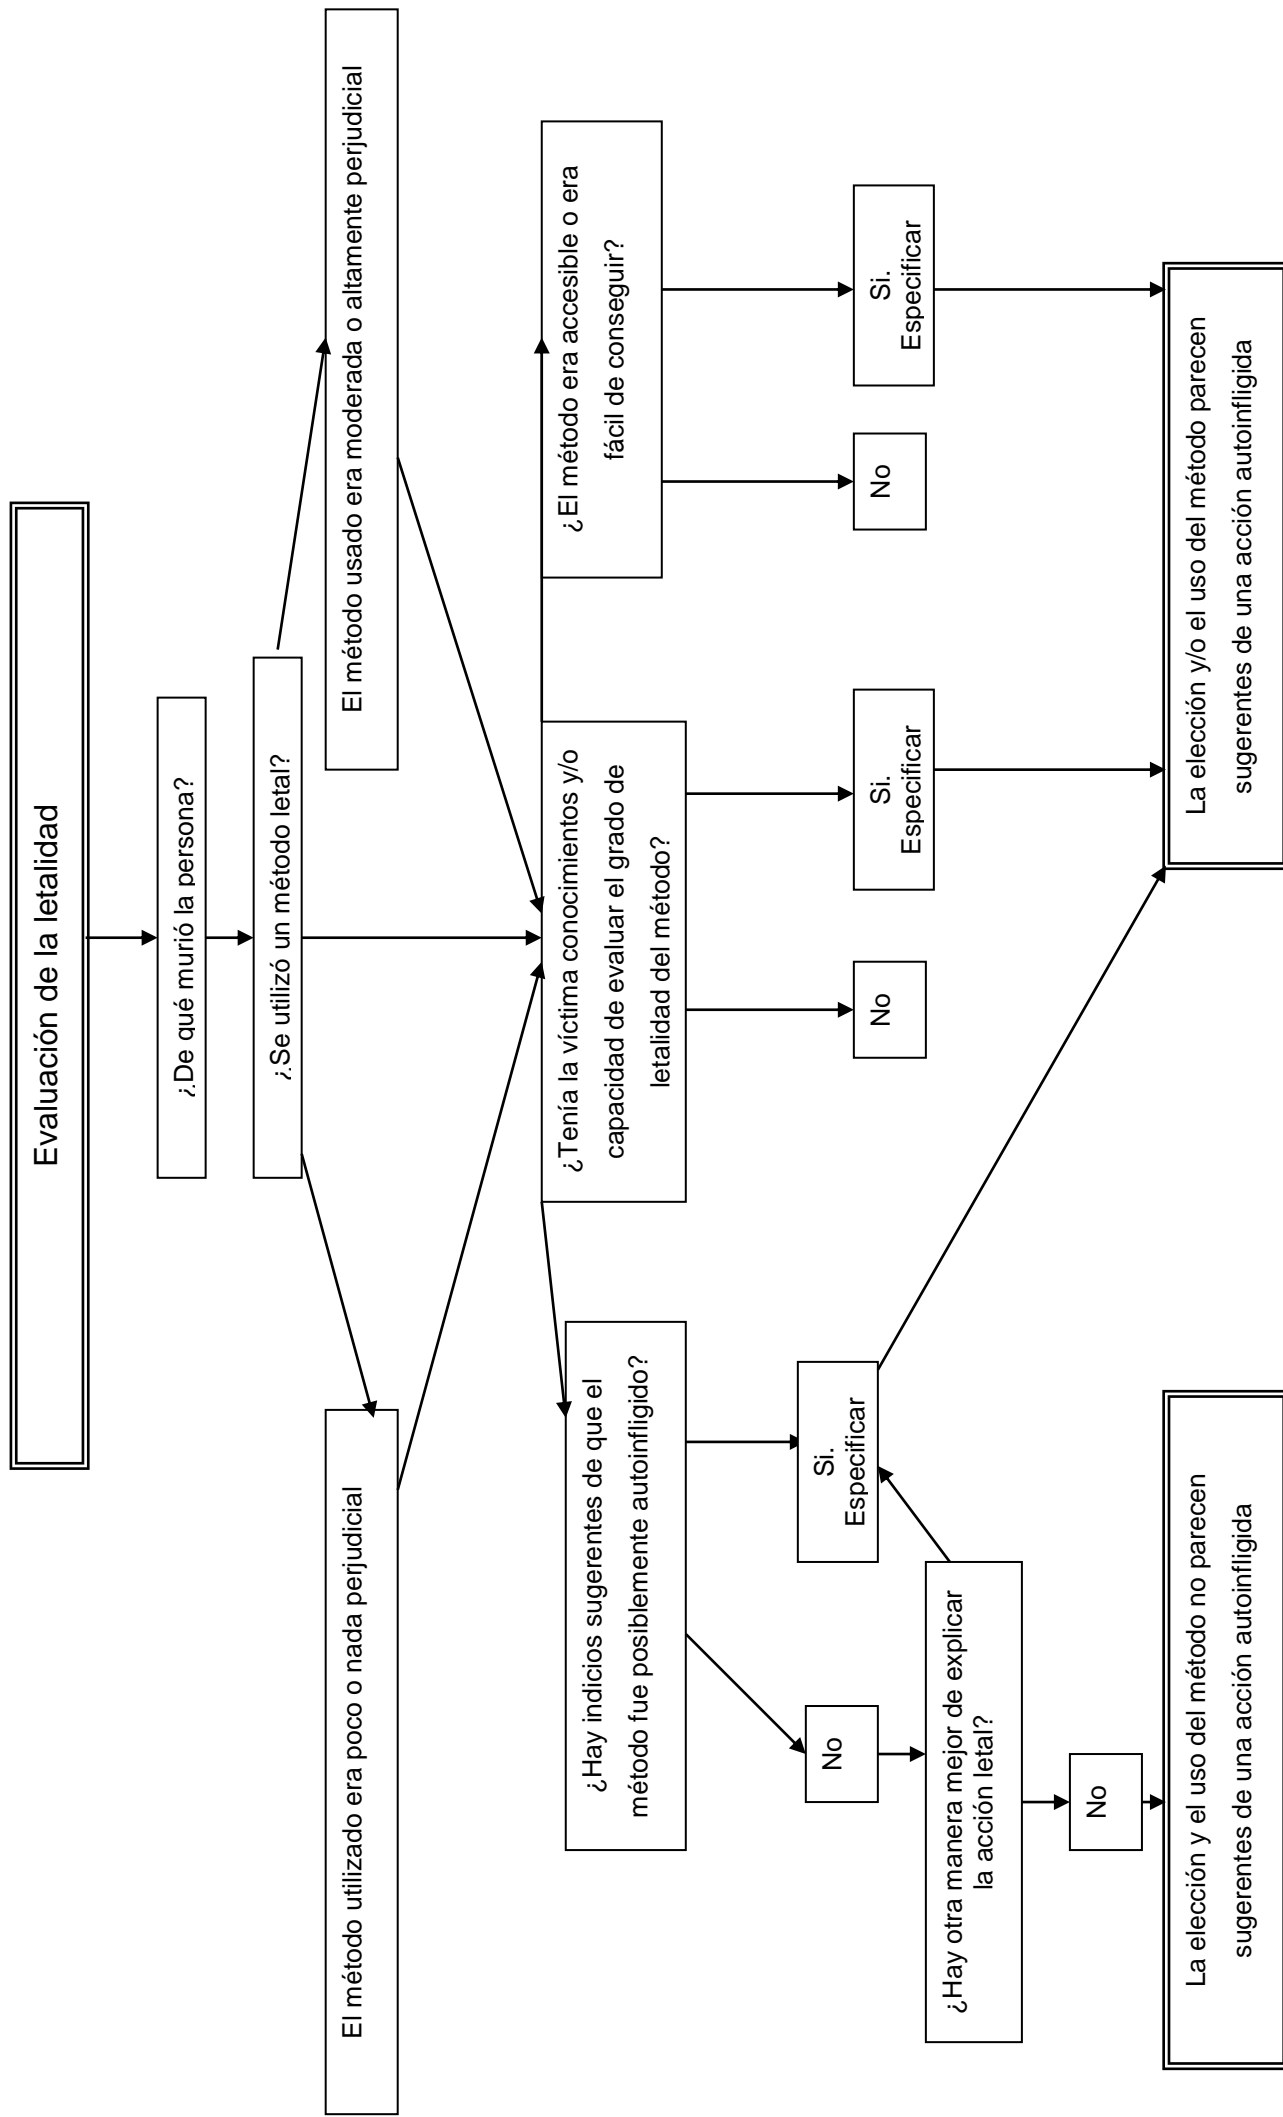 Evaluación de la letalidad
¿De qué murió la persona?
¿Se utilizó un método letal?
El método utilizado era poco o nada perjudicial
El método usado era moderada o altamente perjudicial
¿Hay indicios sugerentes de que el
método fue posiblemente autoinfligido?
¿Tenía la víctima conocimientos y/o
capacidad de evaluar el grado de
letalidad del método?
¿El método era accesible o era
fácil de conseguir?
No
Si.
Especificar
No
Si.
Especificar
No
Si.
Especificar
¿Hay otra manera mejor de explicar
la acción letal?
No
La elección y el uso del método no parecen
sugerentes de una acción autoinfligida
La elección y/o el uso del método parecen
sugerentes de una acción autoinfligida